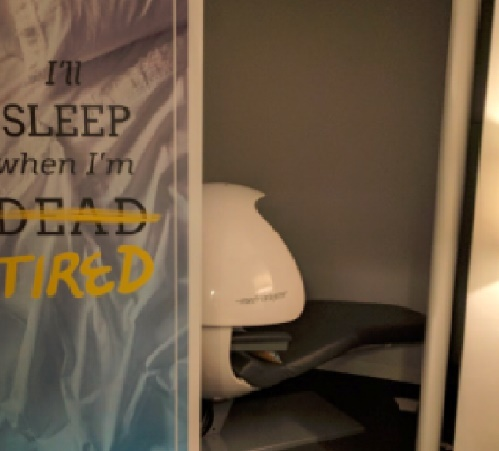 I'll
SLEEP
when I'm
DEAD
TIRED